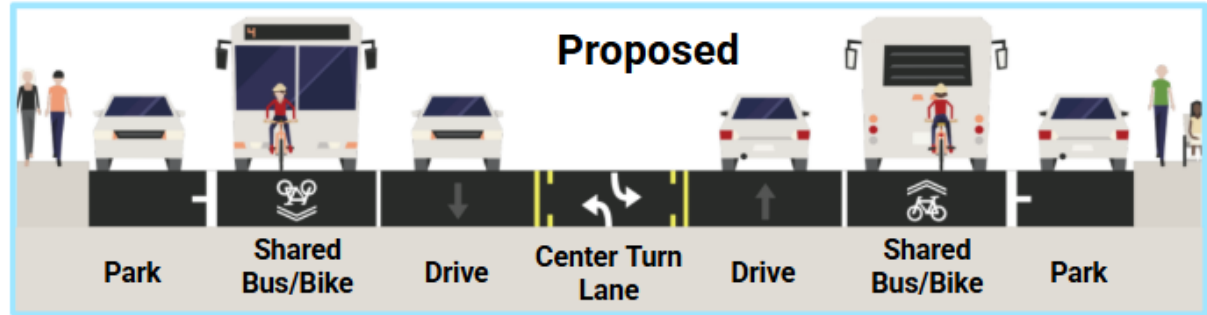 4
Proposed
Park
Shared
Bus/Bike
Drive
Center Turn
Lane
Drive
Shared
Bus/Bike
Park